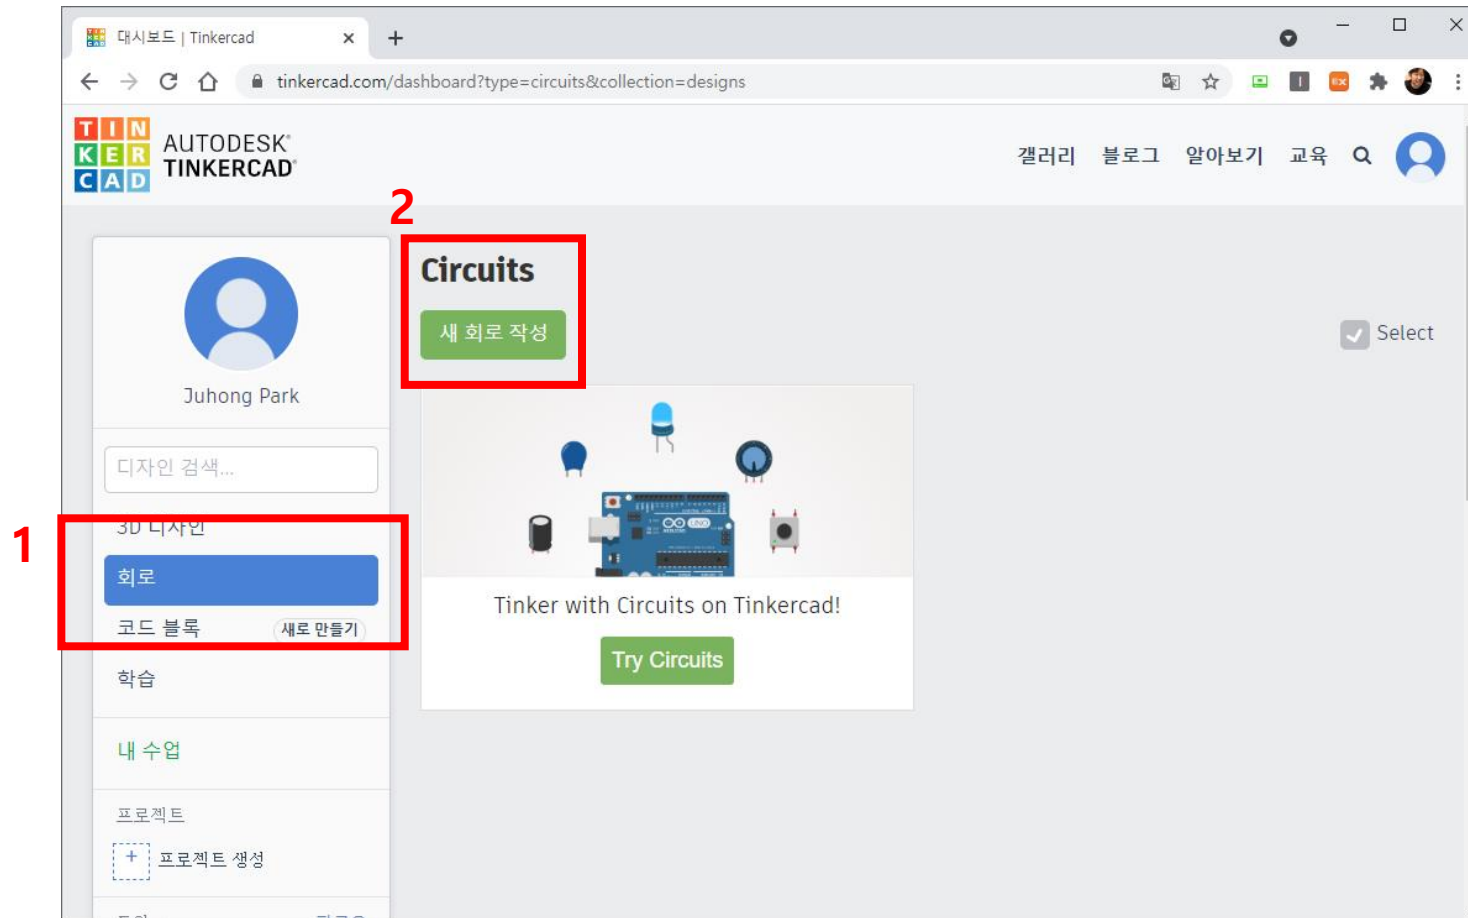 대시보드 | Tinkercad
tinkercad.com/dashboard?type=circuits&collection=designs
TIN
KER
CAD
AUTODESK®
TINKERCAD®
갤러리 블로그 알아보기 교육
2
Circuits
새 회로 작성
Select
Juhong Park
디자인 검색...
3D 디자인
1
회로
코드 블록 새로 만들기
학습
Tinker with Circuits on Tinkercad!
Try Circuits
내 수업
프로젝트
+ 프로젝트 생성